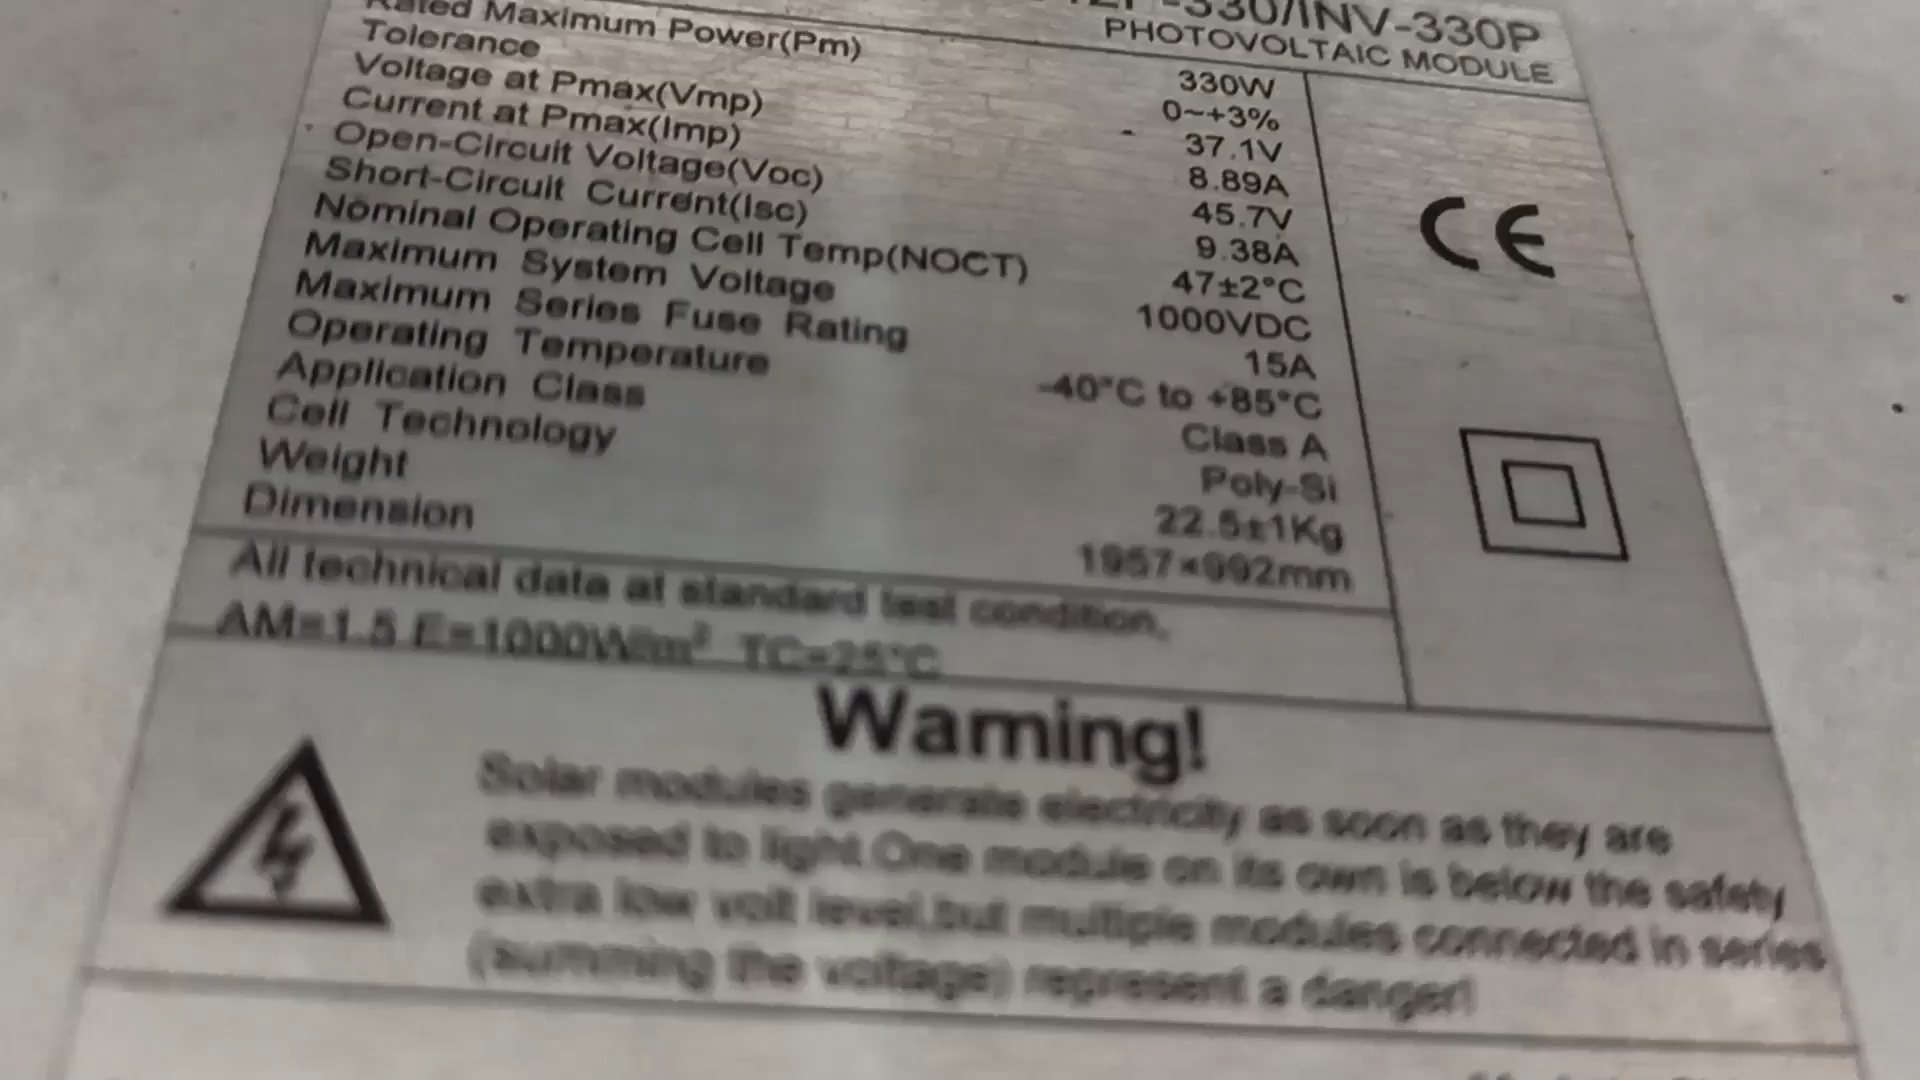 -330/INV-330P
PHOTOVOLTAIC MODULE
Rated Maximum Power(Pm) 330W
Tolerance 0~+3%
Voltage at Pmax(Vmp) 37.1V
Current at Pmax(Imp) 8.89A
Open-Circuit Voltage(Voc) 45.7V
Short-Circuit Current(Isc) 9.38A
Nominal Operating Cell Temp(NOCT) 47±2°C
Maximum System Voltage 1000VDC
Maximum Series Fuse Rating 15A
Operating Temperature -40°C to +85°C
Application Class Class A
Cell Technology Poly-Si
Weight 22.5±1Kg
Dimension 1957×992mm
CE
All technical data at standard test condition,
AM=1.5 E=1000W/m² TC=25°C
Warning!
Solar modules generate electricity as soon as they are
exposed to light.One module on its own is below the safety
extra low volt level,but multiple modules connected in series
(summing the voltage) represent a danger!